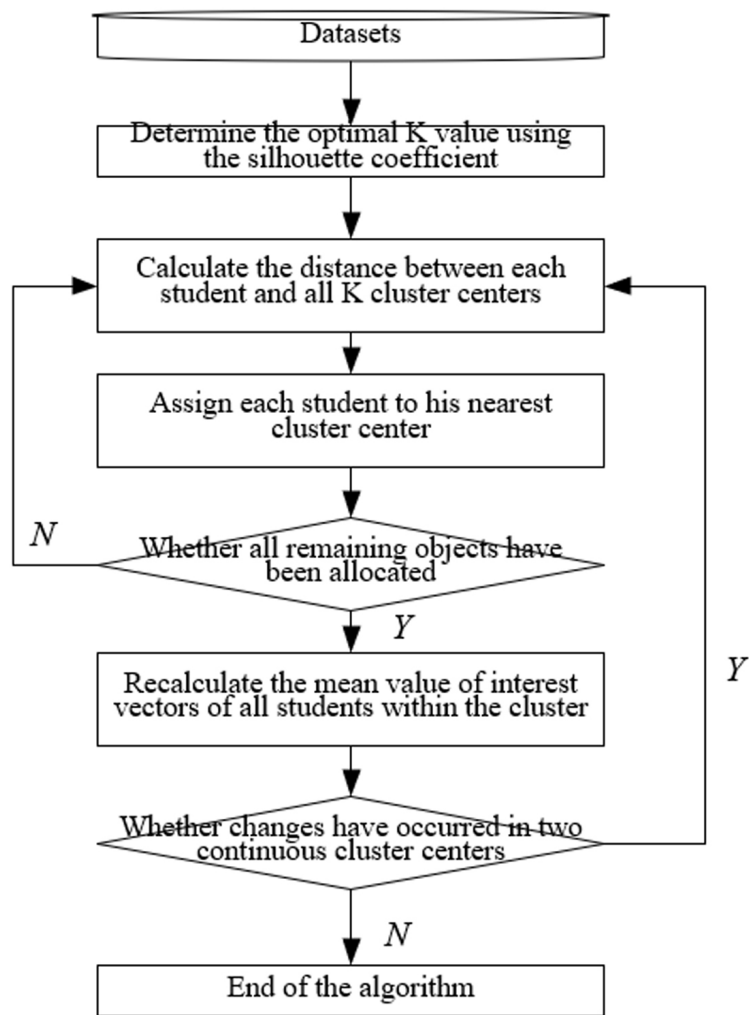 Datasets
Determine the optimal K value using
the silhouette coefficient
Calculate the distance between each
student and all K cluster centers
Assign each student to his nearest
cluster center
N
Whether all remaining objects have
been allocated
Y
Recalculate the mean value of interest
vectors of all students within the cluster
Y
Whether changes have occurred in two
continuous cluster centers
N
End of the algorithm